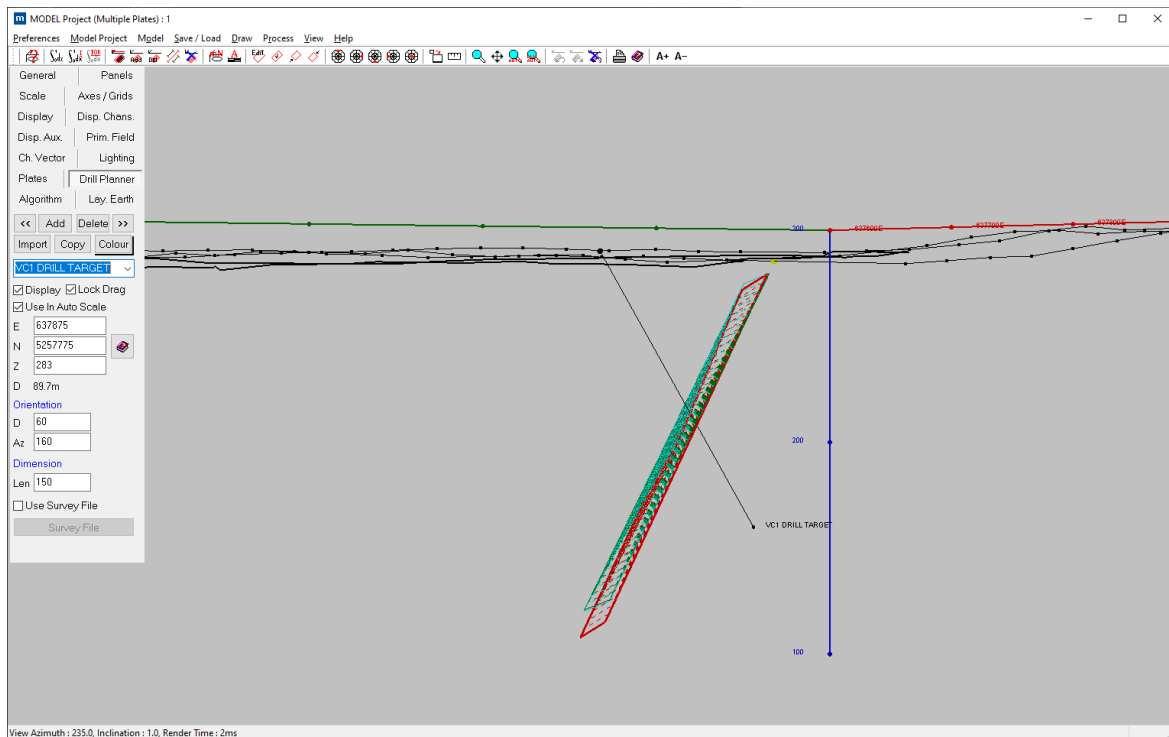 MODEL Project (Multiple Plates) : 1
Preferences Model Project Model Save / Load Draw Process View Help
Edit A+ A−
General Panels
Scale Axes / Grids
Display Disp. Chans.
Disp. Aux. Prim. Field
Ch. Vector Lighting
Plates Drill Planner
Algorithm Lay. Earth
<< Add Delete >>
Import Copy Colour
VC1 DRILL TARGET
Display Lock Drag
Use In Auto Scale
E 637875
N 5257775
Z 283
D 89.7m
Orientation
D 60
Az 160
Dimension
Len 150
Use Survey File
Survey File
300 637600E 637700E 637800E
200
VC1 DRILL TARGET
100
View Azimuth : 235.0, Inclination : 1.0, Render Time : 2ms